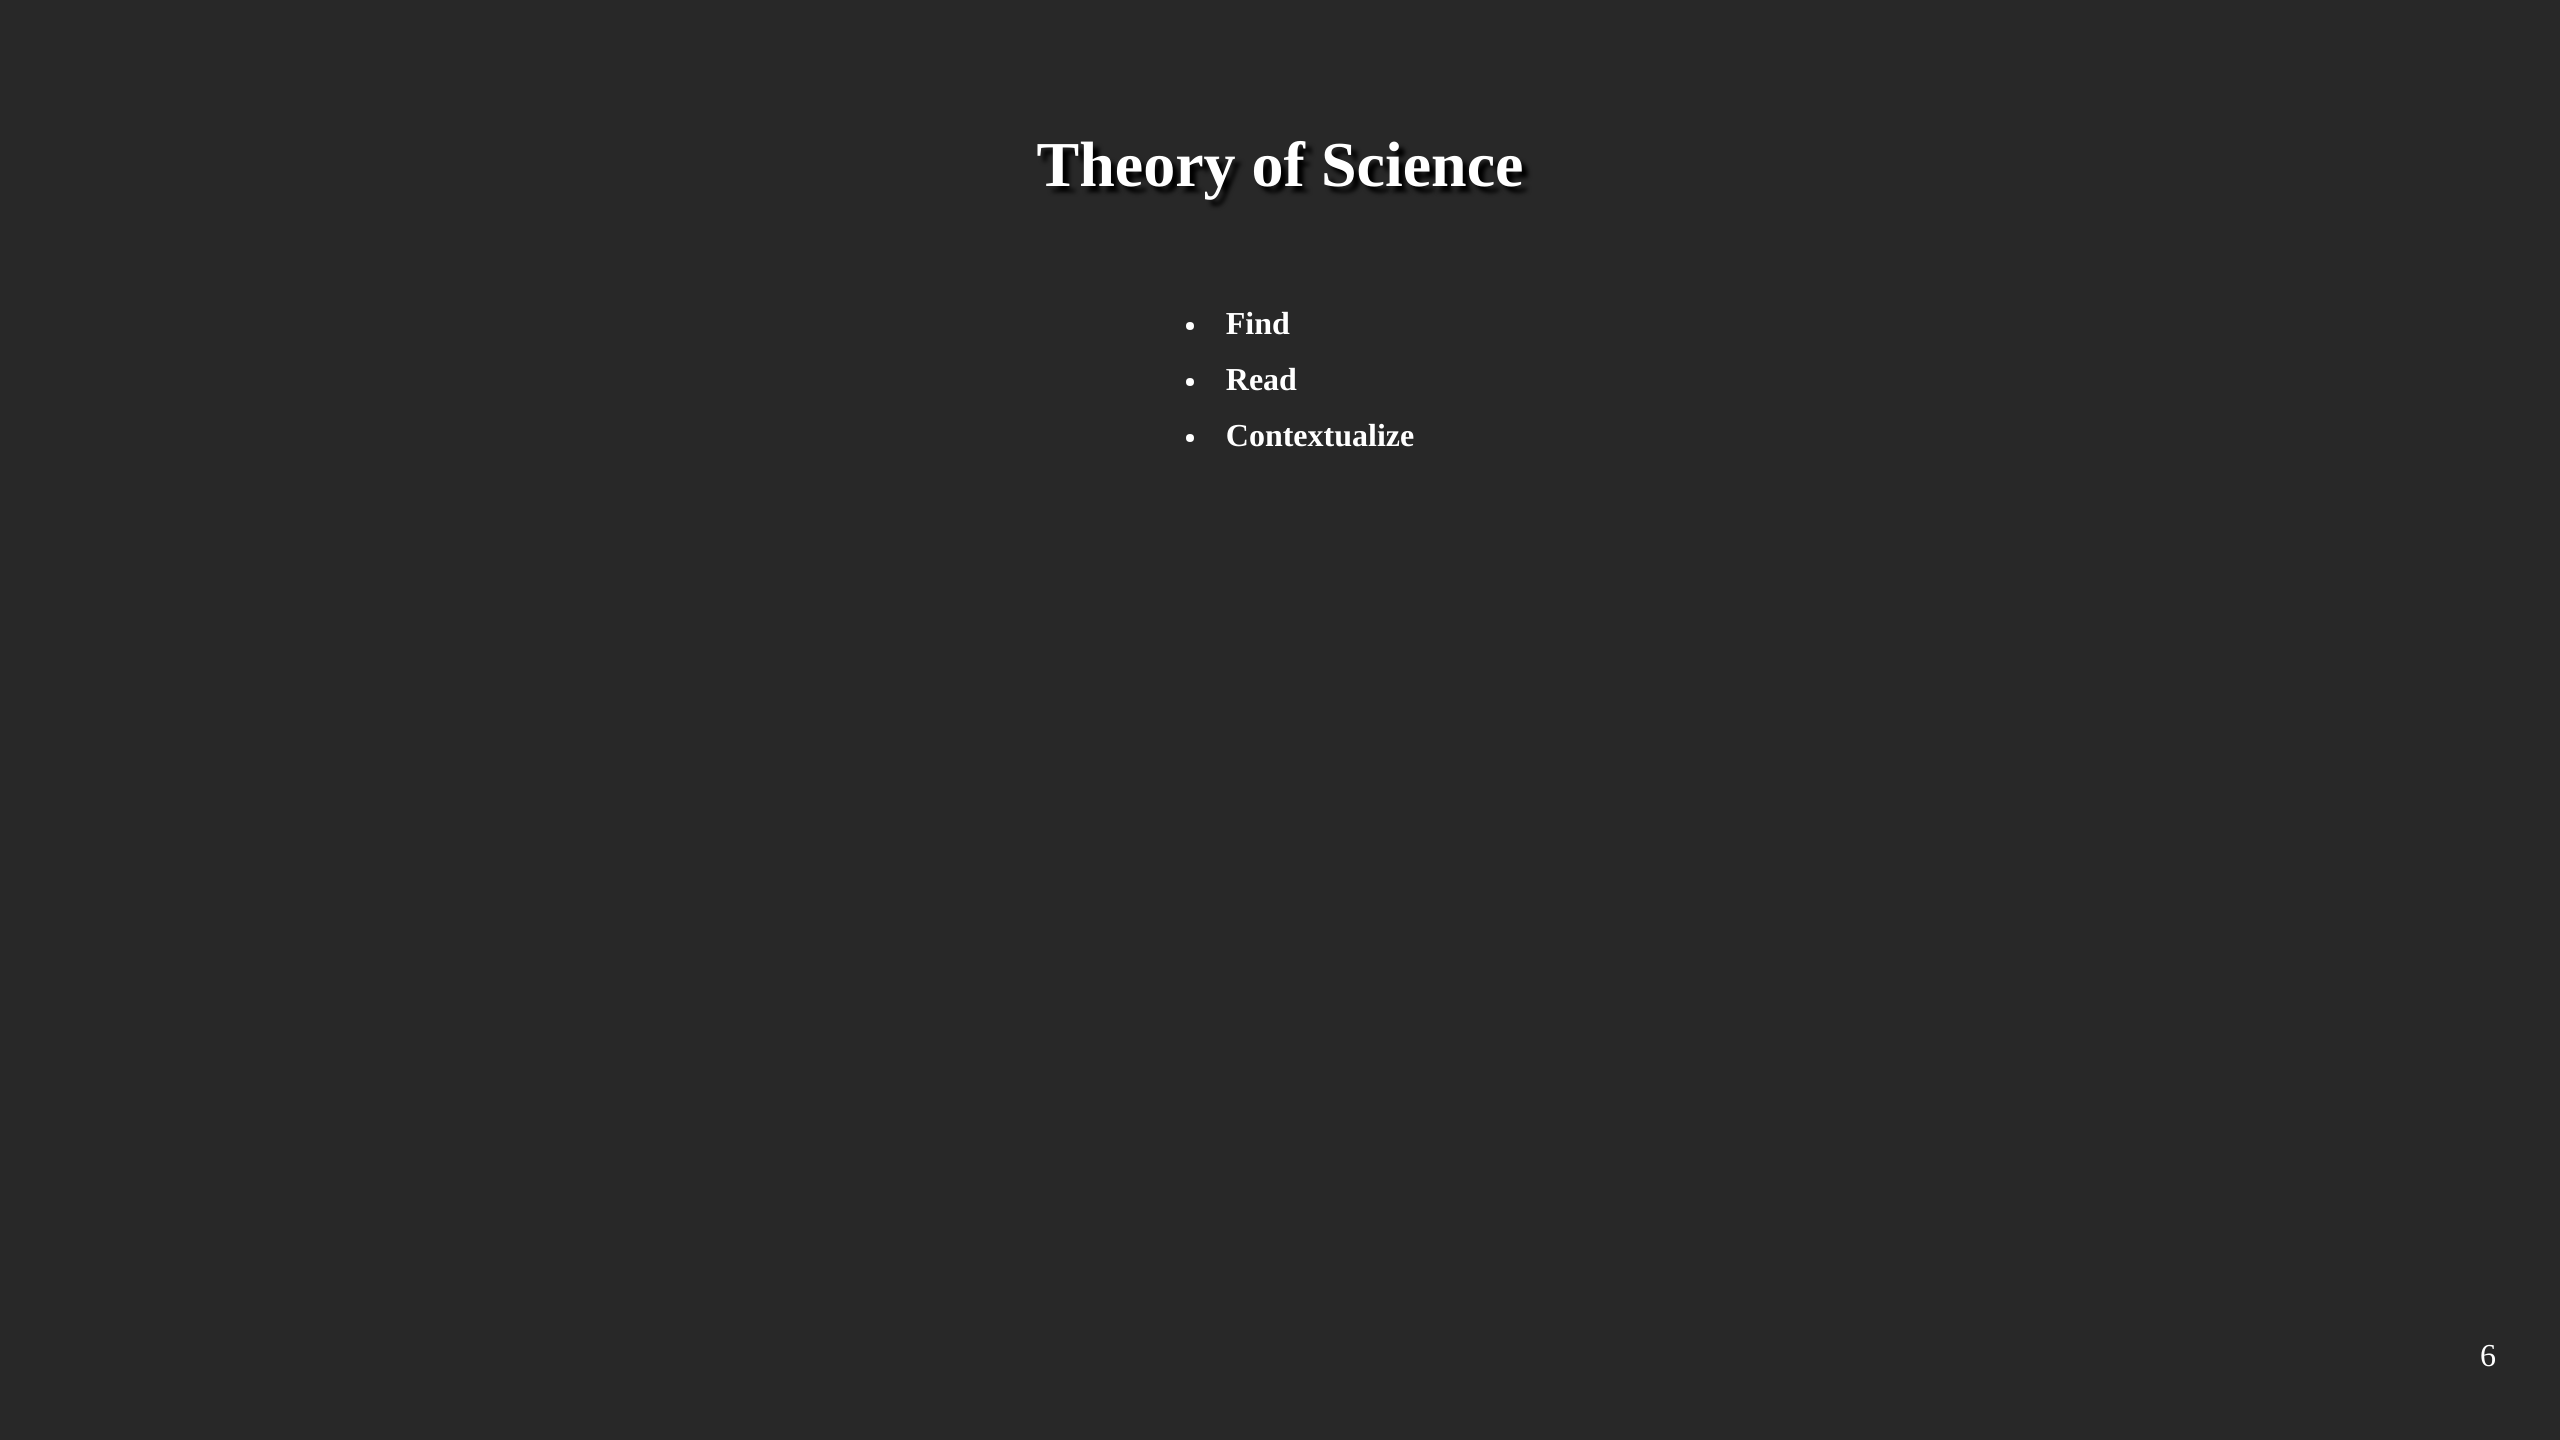 Theory of Science
• Find
• Read
• Contextualize
6